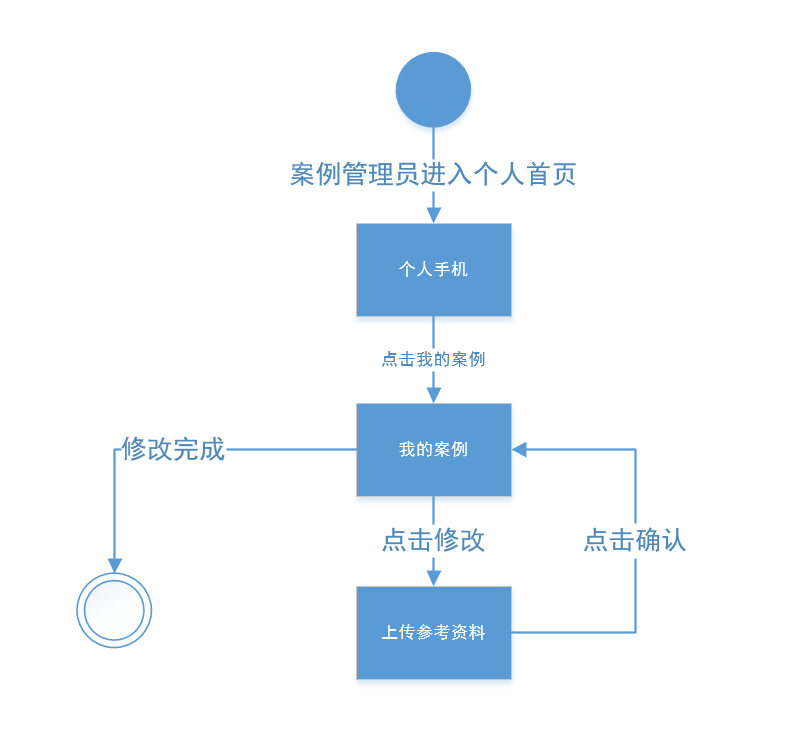 案例管理员进入个人首页
个人手机
点击我的案例
我的案例
修改完成
点击修改
点击确认
上传参考资料